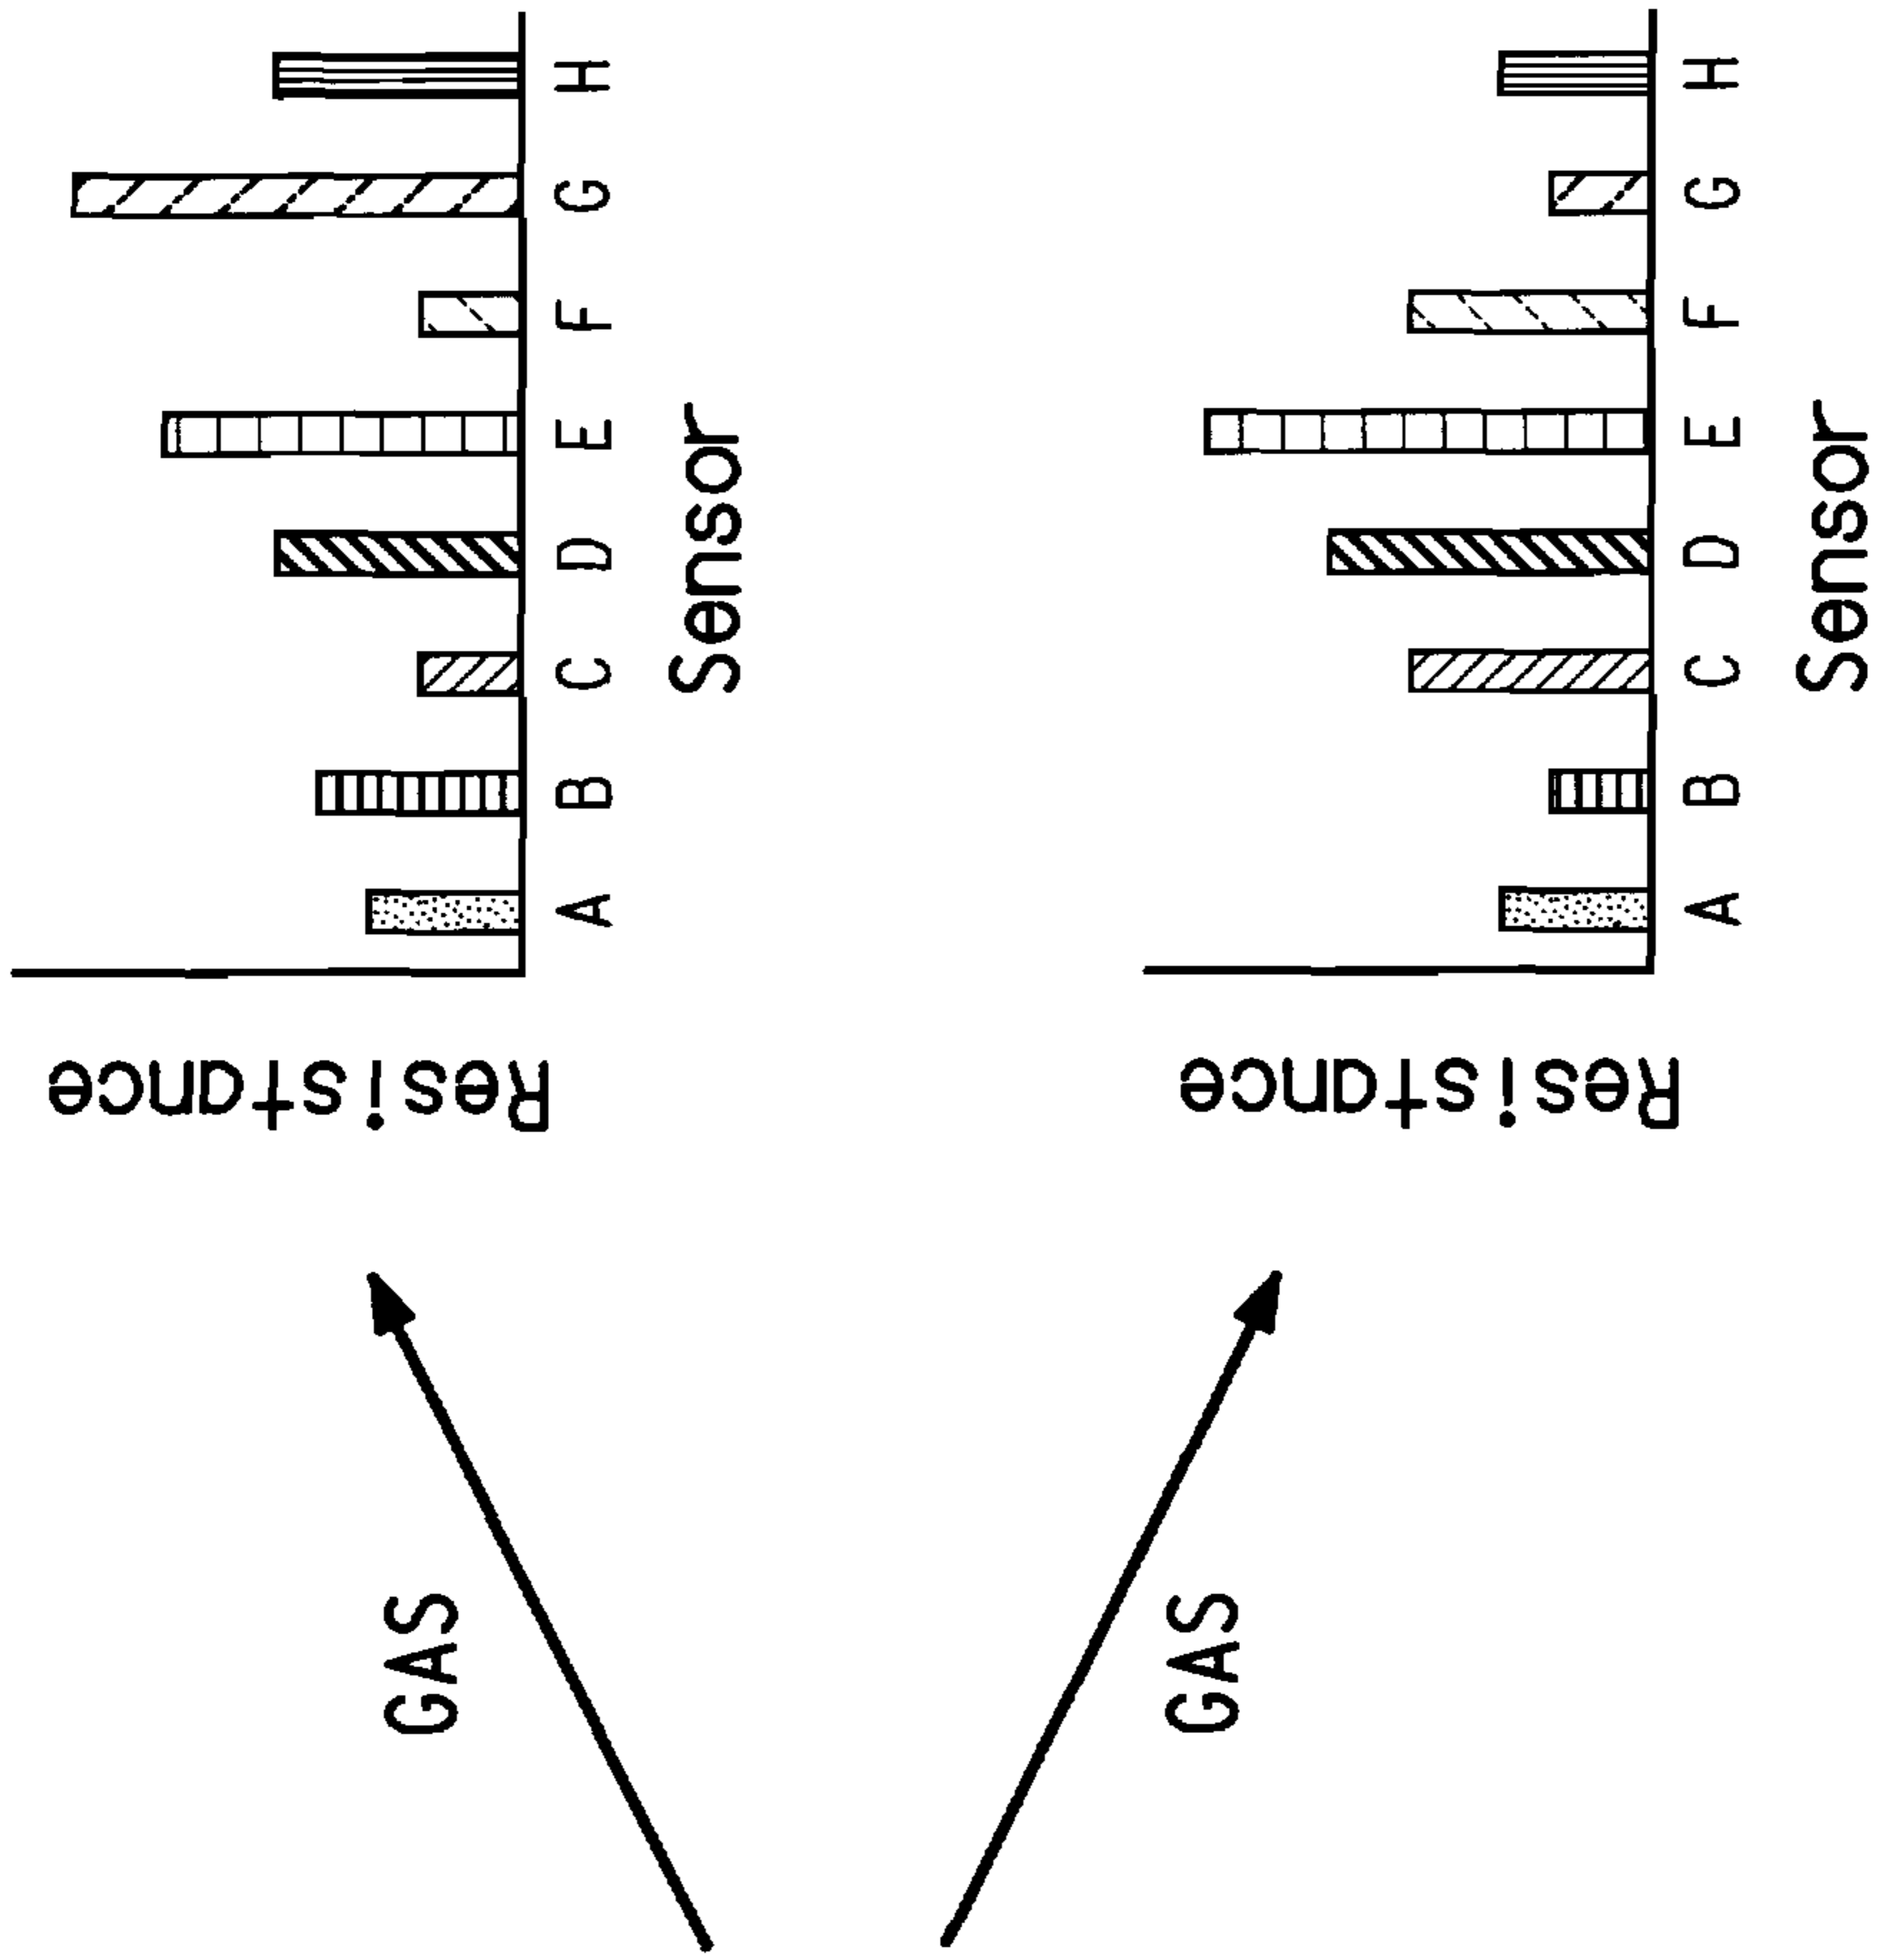 Resistance
A B C D E F G H
Sensor
GAS
Resistance
A B C D E F G H
Sensor
GAS